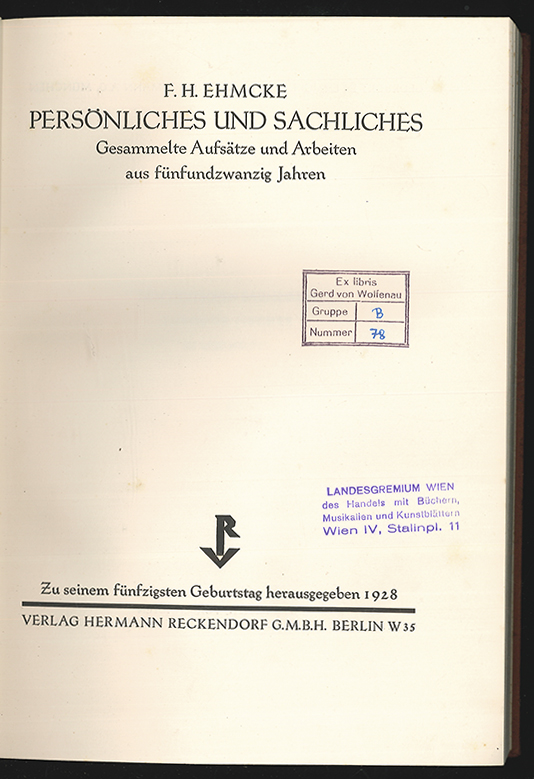 F. H. EHMCKE
PERSÖNLICHES UND SACHLICHES
Gesammelte Aufsätze und Arbeiten
aus fünfundzwanzig Jahren
Ex libris
Gerd von Wolfenau
Gruppe B
Nummer 78
LANDESGREMIUM WIEN
des Handels mit Büchern,
Musikalien und Kunstblättern
Wien IV, Stalinpl. 11
R
Zu seinem fünfzigsten Geburtstag herausgegeben 1928
VERLAG HERMANN RECKENDORF G.M.B.H. BERLIN W 35